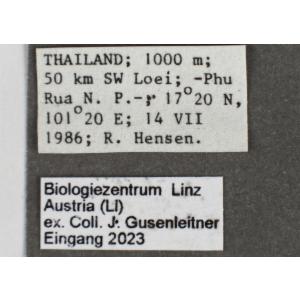 THAILAND; 1000 m;
50 km SW Loei; -Phu
Rua N. P.-; 17°20 N,
101°20 E; 14 VII
1986; R. Hensen.
Biologiezentrum Linz
Austria (LI)
ex. Coll. J. Gusenleitner
Eingang 2023